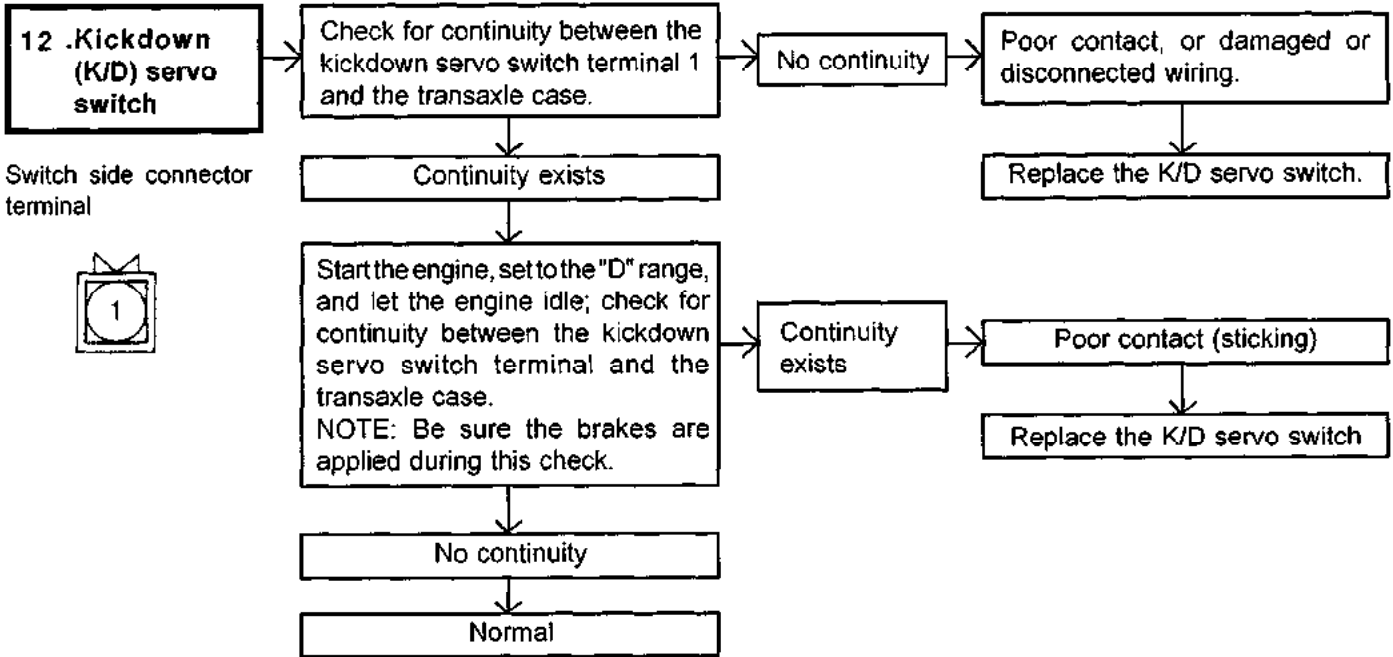 12 .Kickdown
(K/D) servo
switch
Check for continuity between the
kickdown servo switch terminal 1
and the transaxle case.
No continuity
Poor contact, or damaged or
disconnected wiring.
Replace the K/D servo switch.
Switch side connector
terminal
1
Continuity exists
Start the engine, set to the "D" range,
and let the engine idle; check for
continuity between the kickdown
servo switch terminal and the
transaxle case.
NOTE: Be sure the brakes are
applied during this check.
Continuity
exists
Poor contact (sticking)
Replace the K/D servo switch
No continuity
Normal